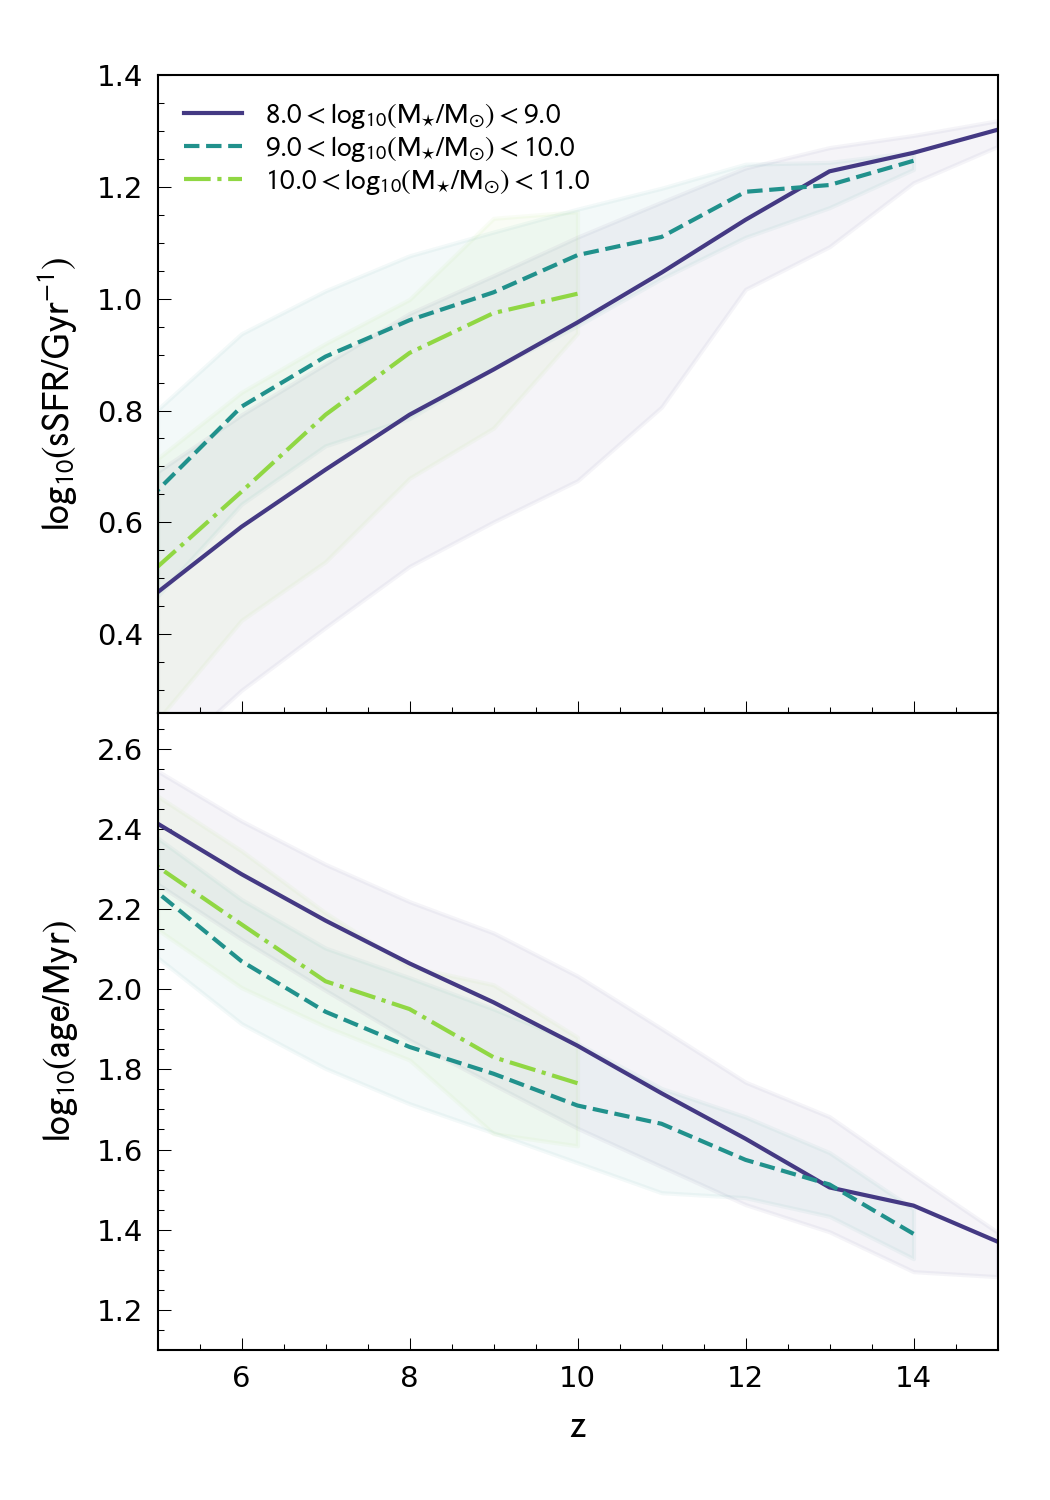 1.4
8.0 < log₁₀(M⋆/M⊙) < 9.0
9.0 < log₁₀(M⋆/M⊙) < 10.0
10.0 < log₁₀(M⋆/M⊙) < 11.0
1.2
1.0
0.8
0.6
0.4
log₁₀(sSFR/Gyr⁻¹)
2.6
2.4
2.2
2.0
1.8
1.6
1.4
1.2
log₁₀(age/Myr)
6 8 10 12 14
z